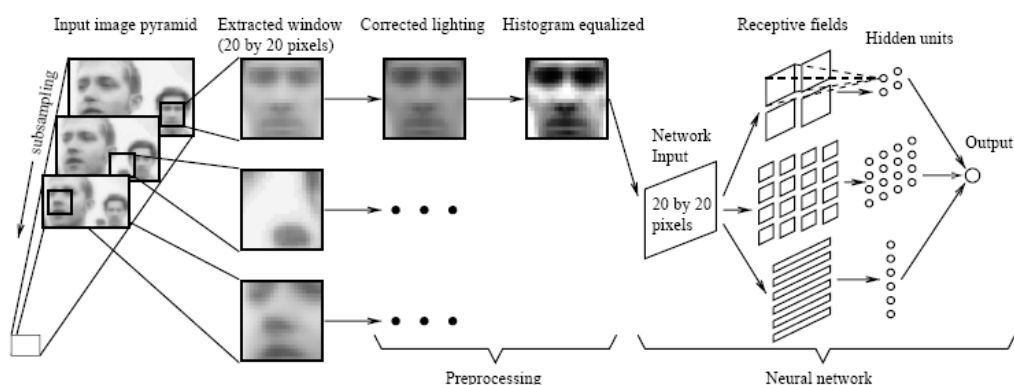 Input image pyramid
Extracted window
(20 by 20 pixels)
Corrected lighting
Histogram equalized
Receptive fields
Hidden units
subsampling
Network
Input
Output
20 by 20
pixels
Preprocessing
Neural network